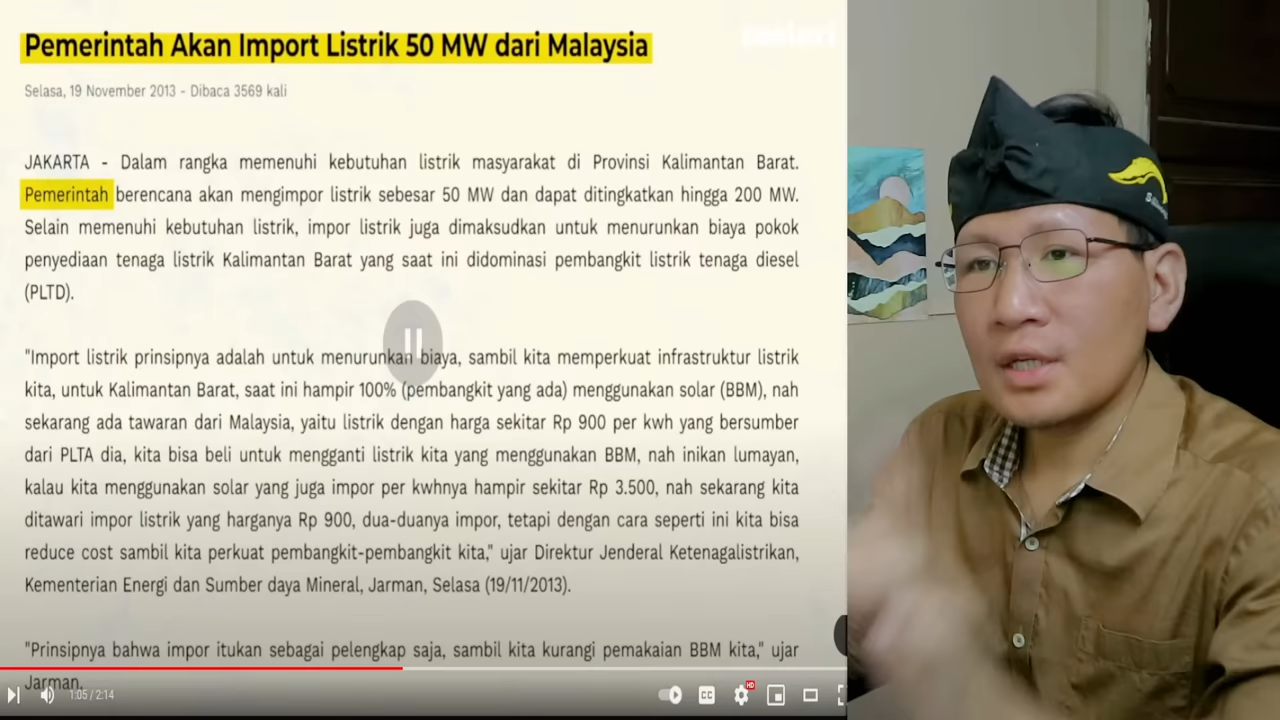 Pemerintah Akan Import Listrik 50 MW dari Malaysia
Selasa, 19 November 2013 - Dibaca 3569 kali
JAKARTA - Dalam rangka memenuhi kebutuhan listrik masyarakat di Provinsi Kalimantan Barat.
Pemerintah berencana akan mengimpor listrik sebesar 50 MW dan dapat ditingkatkan hingga 200 MW.
Selain memenuhi kebutuhan listrik, impor listrik juga dimaksudkan untuk menurunkan biaya pokok
penyediaan tenaga listrik Kalimantan Barat yang saat ini didominasi pembangkit listrik tenaga diesel
(PLTD).
"Import listrik prinsipnya adalah untuk menurunkan biaya, sambil kita memperkuat infrastruktur listrik
kita, untuk Kalimantan Barat, saat ini hampir 100% (pembangkit yang ada) menggunakan solar (BBM), nah
sekarang ada tawaran dari Malaysia, yaitu listrik dengan harga sekitar Rp 900 per kwh yang bersumber
dari PLTA dia, kita bisa beli untuk mengganti listrik kita yang menggunakan BBM, nah inikan lumayan,
kalau kita menggunakan solar yang juga impor per kwhnya hampir sekitar Rp 3.500, nah sekarang kita
ditawari impor listrik yang harganya Rp 900, dua-duanya impor, tetapi dengan cara seperti ini kita bisa
reduce cost sambil kita perkuat pembangkit-pembangkit kita," ujar Direktur Jenderal Ketenagalistrikan,
Kementerian Energi dan Sumber daya Mineral, Jarman, Selasa (19/11/2013).
"Prinsipnya bahwa impor itukan sebagai pelengkap saja, sambil kita kurangi pemakaian BBM kita," ujar
Jarman.
1:05 / 2:14
CC
HD